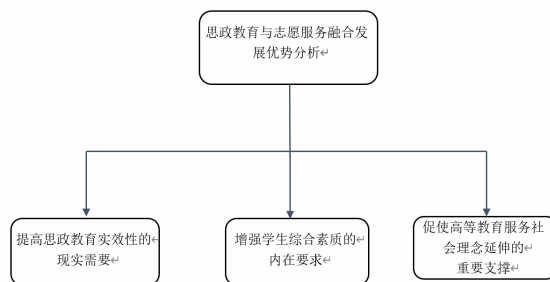 思政教育与志愿服务融合发
展优势分析↵
提高思政教育实效性的↵
现实需要↵
增强学生综合素质的↵
内在要求↵
促使高等教育服务社
会理念延伸的↵
重要支撑↵